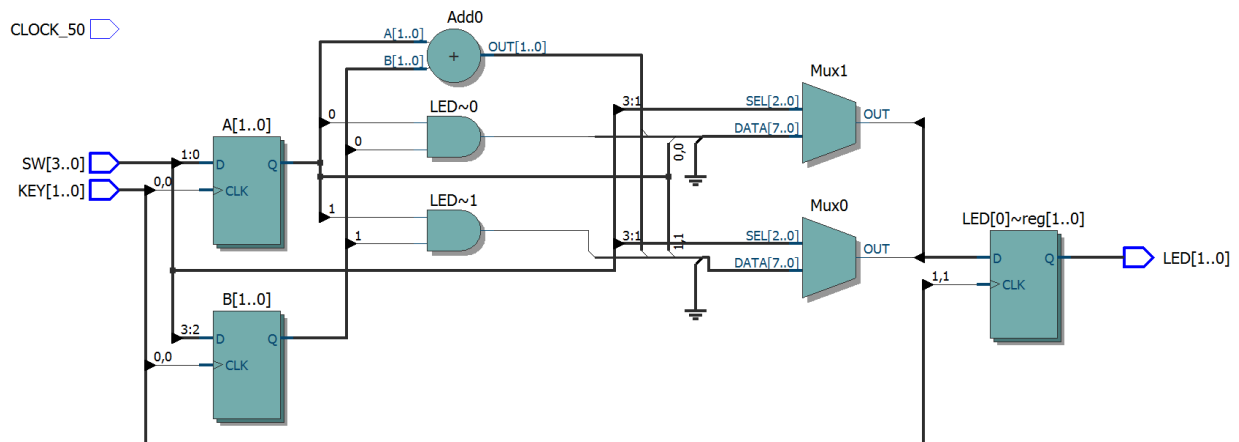 CLOCK_50
Add0
A[1..0]
B[1..0]
OUT[1..0]
+
Mux1
3:1
SEL[2..0]
DATA[7..0]
OUT
LED~0
0
0
0,0
A[1..0]
SW[3..0]
1:0
D
Q
KEY[1..0]
0,0
CLK
LED~1
1
1
1,1
Mux0
3:1
SEL[2..0]
DATA[7..0]
OUT
LED[0]~reg[1..0]
D
Q
LED[1..0]
1,1
CLK
B[1..0]
3:2
D
Q
0,0
CLK